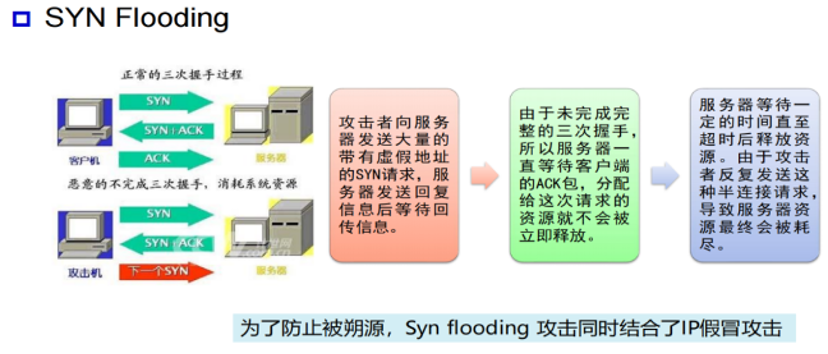 SYN Flooding
正常的三次握手过程
SYN
SYN+ACK
ACK
客户机
服务器
恶意的不完成三次握手，消耗系统资源
SYN
SYN+ACK
下一个SYN
攻击机
服务器
攻击者向服务
器发送大量的
带有虚假地址
的SYN请求，服
务器发送回复
信息后等待回
传信息。
由于未完成完
整的三次握手，
所以服务器一
直等待客户端
的ACK包，分配
给这次请求的
资源就不会被
立即释放。
服务器等待一
定的时间直至
超时后释放资
源。由于攻击
者反复发送这
种半连接请求，
导致服务器资
源最终会被耗
尽。
为了防止被朔源，Syn flooding 攻击同时结合了IP假冒攻击